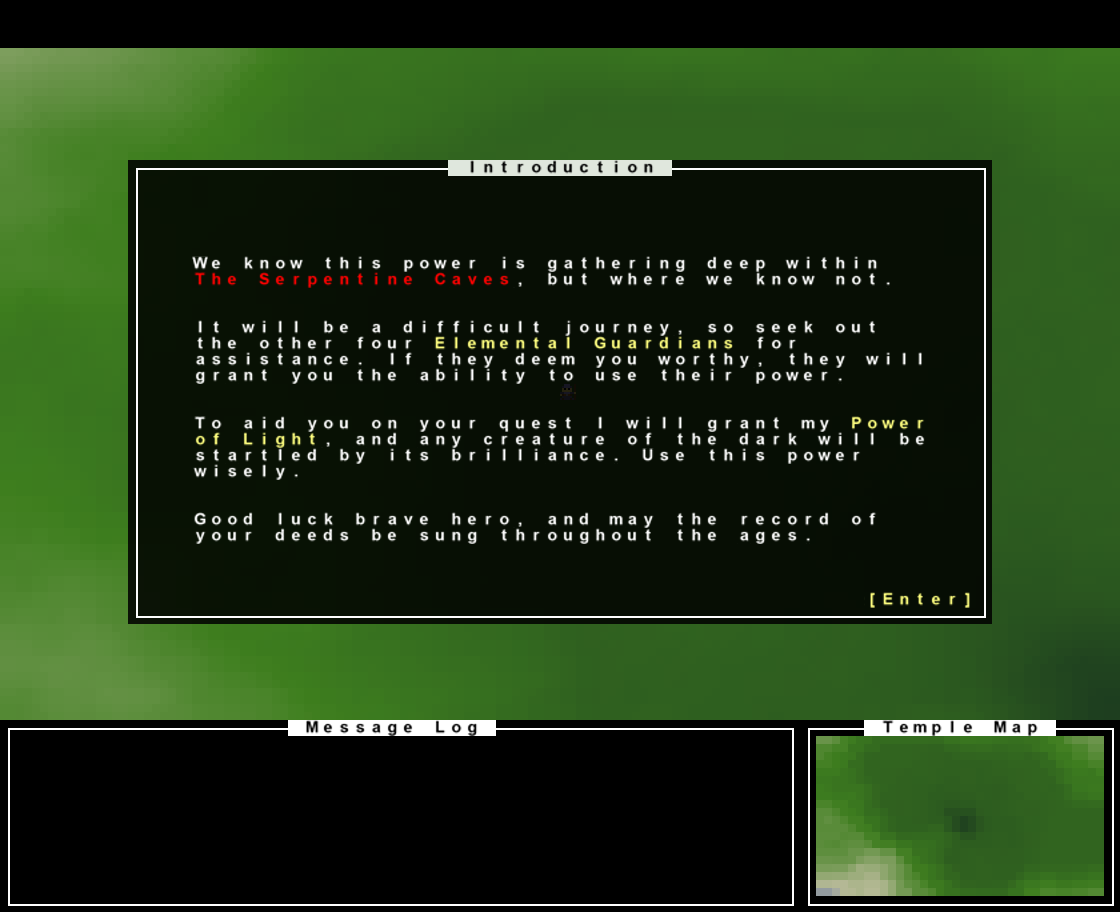 Introduction
We know this power is gathering deep within
The Serpentine Caves, but where we know not.
It will be a difficult journey, so seek out
the other four Elemental Guardians for
assistance. If they deem you worthy, they will
grant you the ability to use their power.
To aid you on your quest I will grant my Power
of Light, and any creature of the dark will be
startled by its brilliance. Use this power
wisely.
Good luck brave hero, and may the record of
your deeds be sung throughout the ages.
[Enter]
Message Log
Temple Map